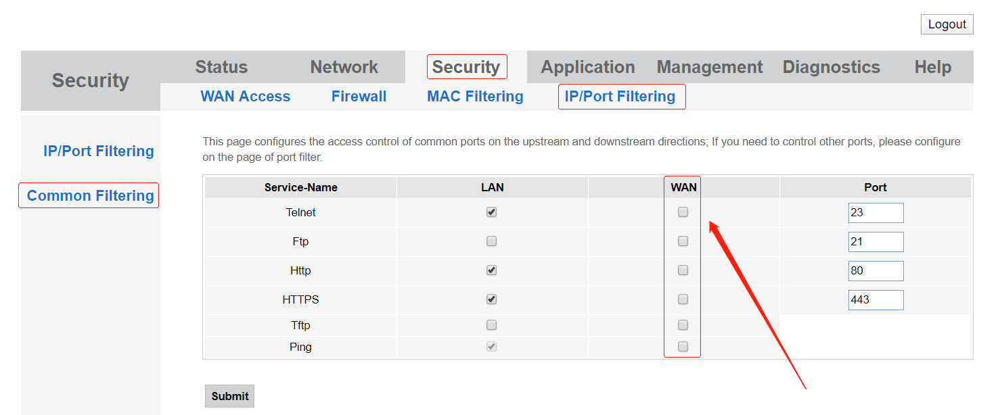 Logout
Security
Status Network Security Application Management Diagnostics Help
WAN Access Firewall MAC Filtering IP/Port Filtering
IP/Port Filtering
Common Filtering
This page configures the access control of common ports on the upstream and downstream directions; If you need to control other ports, please configure
on the page of port filter.
Service-Name LAN WAN Port
Telnet 23
Ftp 21
Http 80
HTTPS 443
Tftp
Ping
Submit